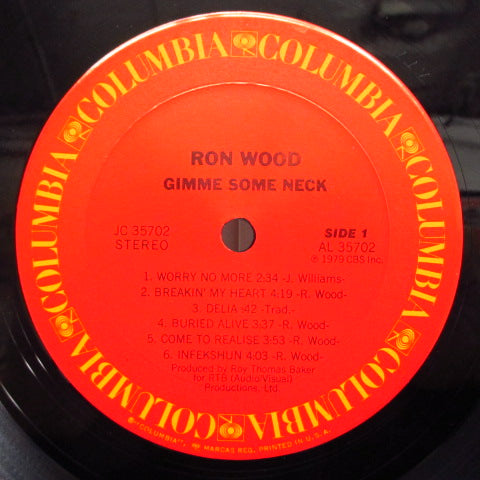 COLUMBIA COLUMBIA COLUMBIA COLUMBIA COLUMBIA COLUMBIA
RON WOOD
GIMME SOME NECK
JC 35702
STEREO
SIDE 1
AL 35702
℗ 1979 CBS Inc.
1. WORRY NO MORE 2:34 -J. Williams-
2. BREAKIN' MY HEART 4:19 -R. Wood-
3. DELIA :42 -Trad.-
4. BURIED ALIVE 3:37 -R. Wood-
5. COME TO REALISE 3:53 -R. Wood-
6. INFEKSHUN 4:03 -R. Wood-
Produced by Roy Thomas Baker
for RTB (Audio/Visual)
Productions, Ltd.
"COLUMBIA", MARCAS REG. PRINTED IN U.S.A.